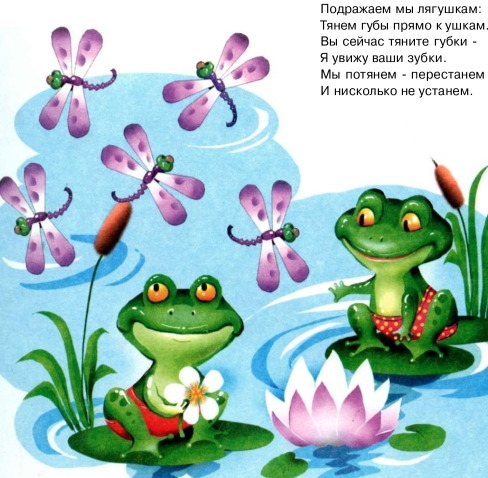 Подражаем мы лягушкам:
Тянем губы прямо к ушкам.
Вы сейчас тяните губки -
Я увижу ваши зубки.
Мы потянем - перестанем
И нисколько не устанем.